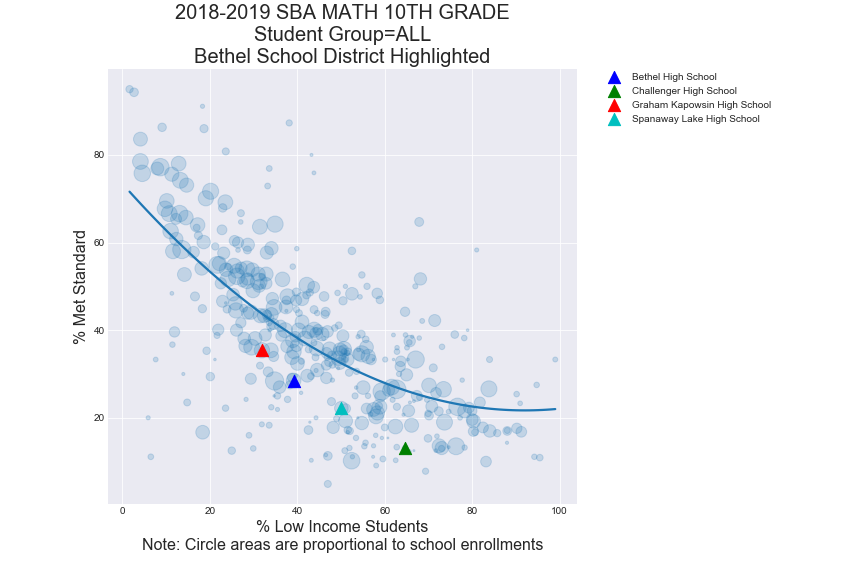 2018-2019 SBA MATH 10TH GRADE
Student Group=ALL
Bethel School District Highlighted
Bethel High School
Challenger High School
Graham Kapowsin High School
Spanaway Lake High School
% Met Standard
80
60
40
20
0 20 40 60 80 100
% Low Income Students
Note: Circle areas are proportional to school enrollments